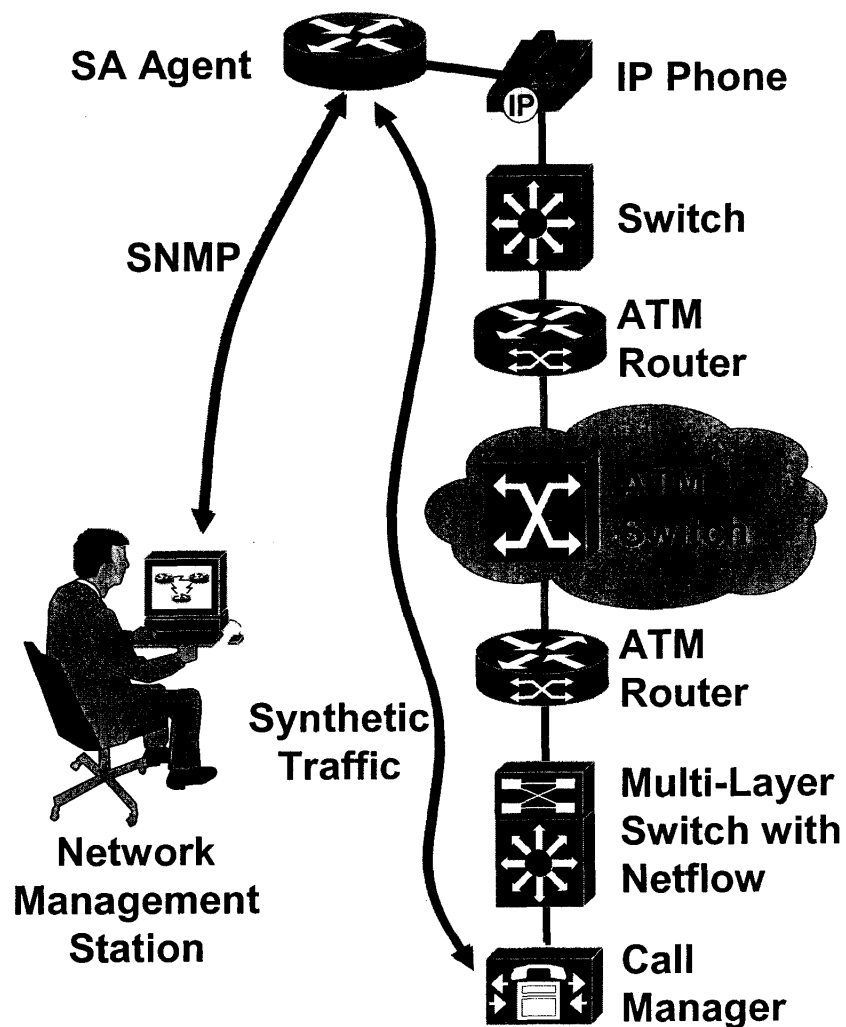 SA Agent
IP Phone
IP
Switch
SNMP
ATM
Router
ATM
Switch
ATM
Router
Synthetic
Traffic
Multi-Layer
Switch with
Netflow
Network
Management
Station
Call
Manager